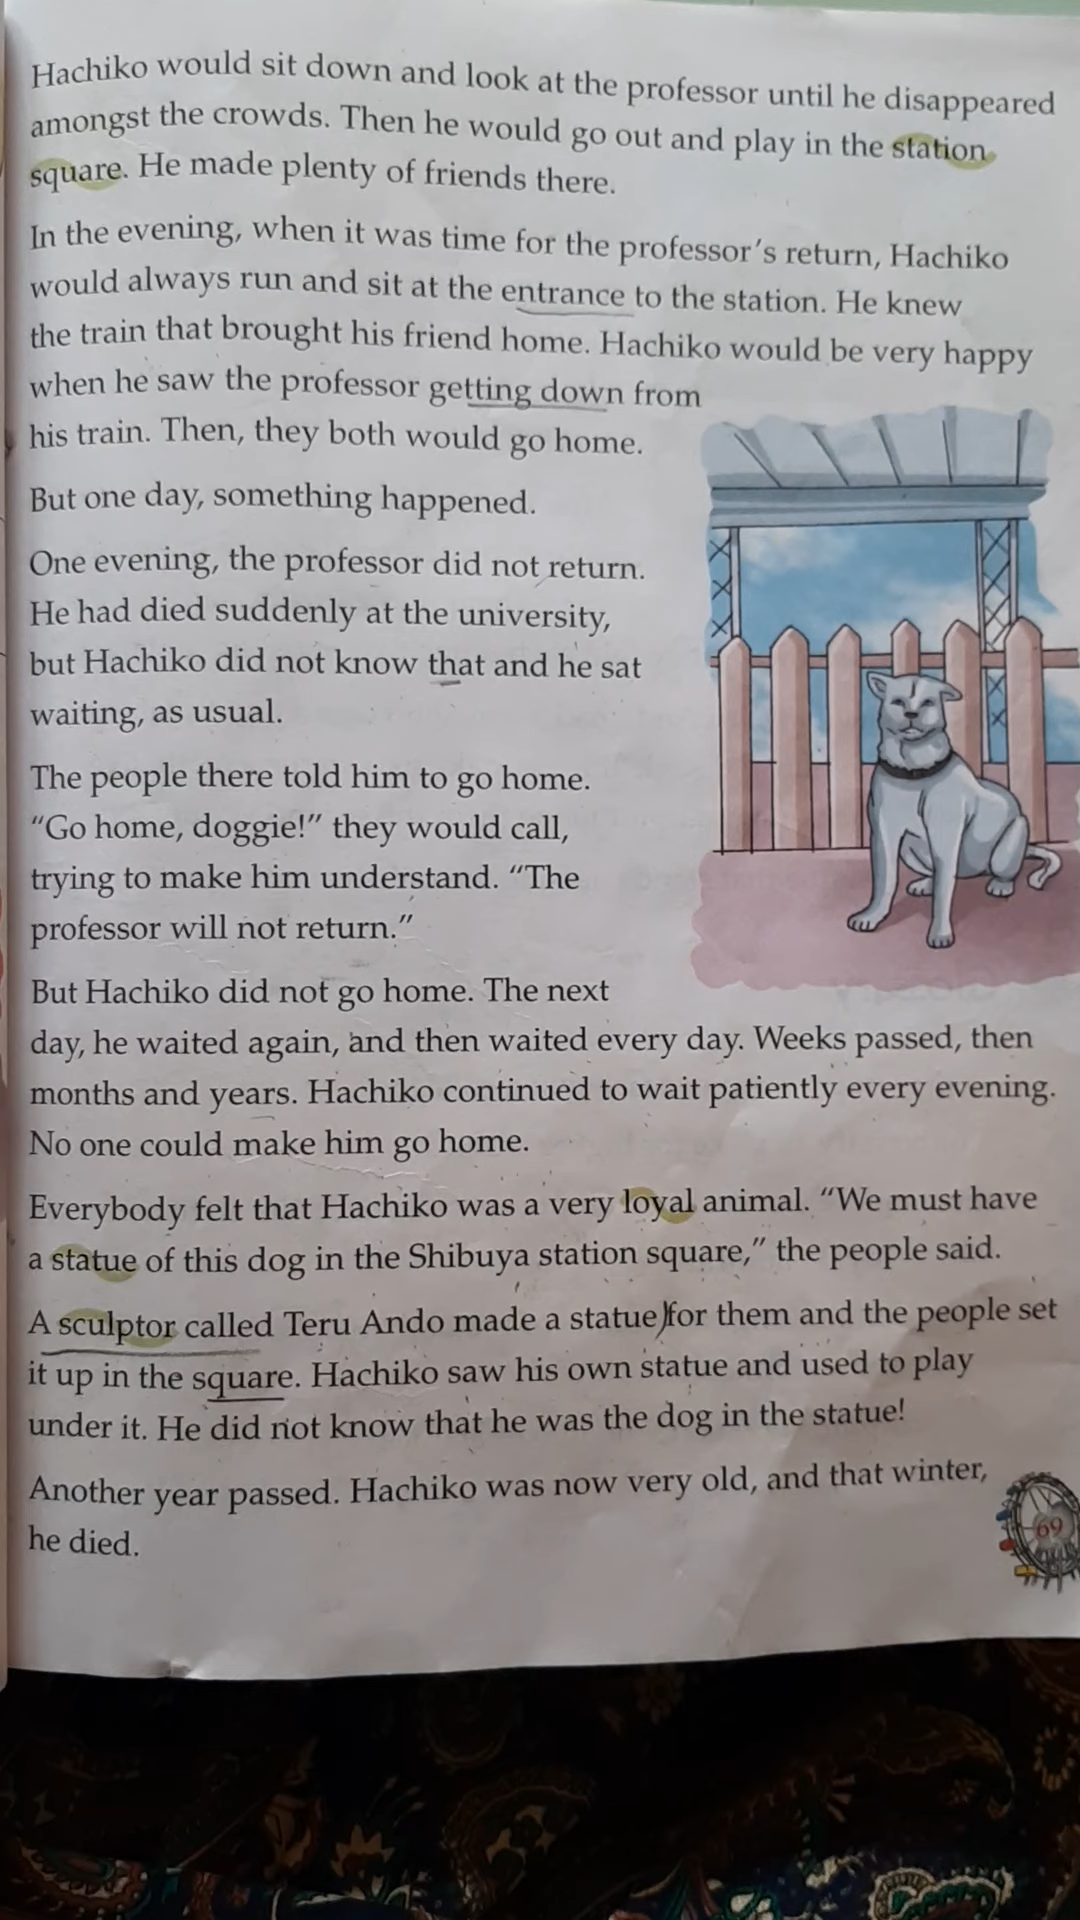 Hachiko would sit down and look at the professor until he disappeared
amongst the crowds. Then he would go out and play in the station
square. He made plenty of friends there.
In the evening, when it was time for the professor's return, Hachiko
would always run and sit at the entrance to the station. He knew
the train that brought his friend home. Hachiko would be very happy
when he saw the professor getting down from
his train. Then, they both would go home.
But one day, something happened.
One evening, the professor did not return.
He had died suddenly at the university,
but Hachiko did not know that and he sat
waiting, as usual.
The people there told him to go home.
“Go home, doggie!” they would call,
trying to make him understand. “The
professor will not return.”
But Hachiko did not go home. The next
day, he waited again, and then waited every day. Weeks passed, then
months and years. Hachiko continued to wait patiently every evening.
No one could make him go home.
Everybody felt that Hachiko was a very loyal animal. “We must have
a statue of this dog in the Shibuya station square,” the people said.
A sculptor called Teru Ando made a statue for them and the people set
it up in the square. Hachiko saw his own statue and used to play
under it. He did not know that he was the dog in the statue!
Another year passed. Hachiko was now very old, and that winter,
he died.
69